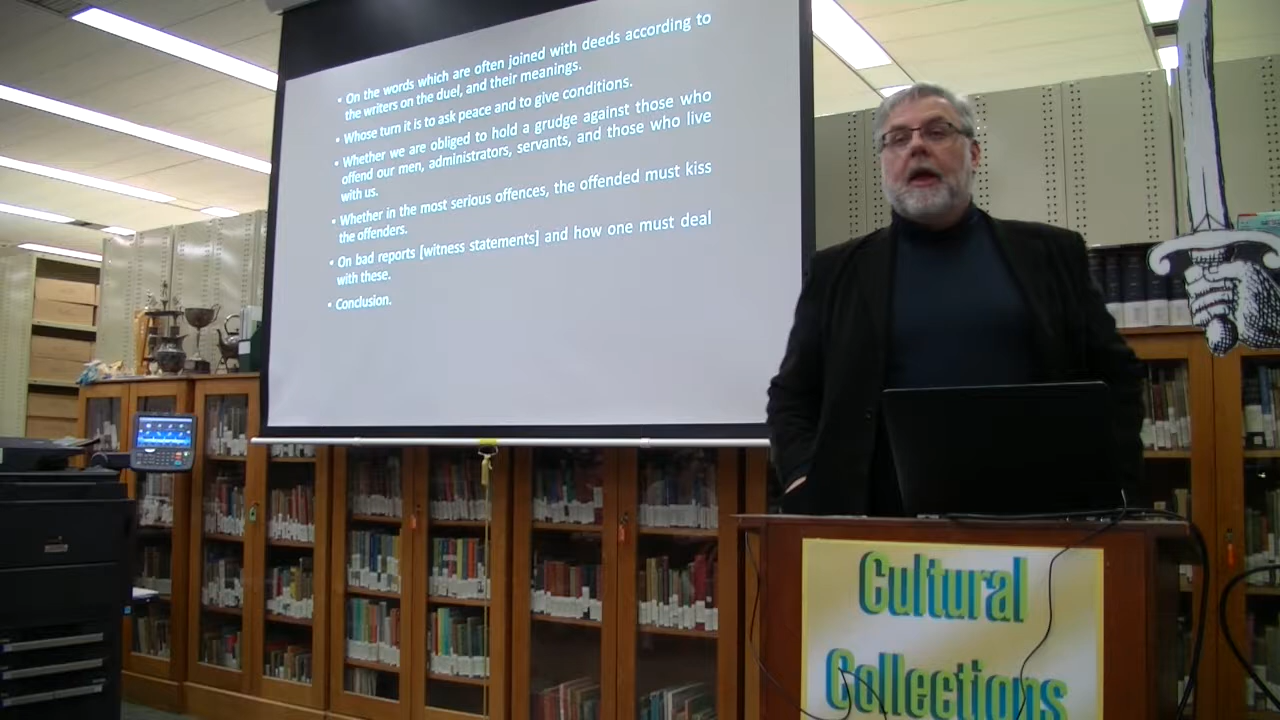 • On the words which are often joined with deeds according to
the writers on the duel, and their meanings.
• Whose turn it is to ask peace and to give conditions.
• Whether we are obliged to hold a grudge against those who
offend our men, administrators, servants, and those who live
with us.
• Whether in the most serious offences, the offended must kiss
the offenders.
• On bad reports [witness statements] and how one must deal
with these.
• Conclusion.
Cultural
Collections